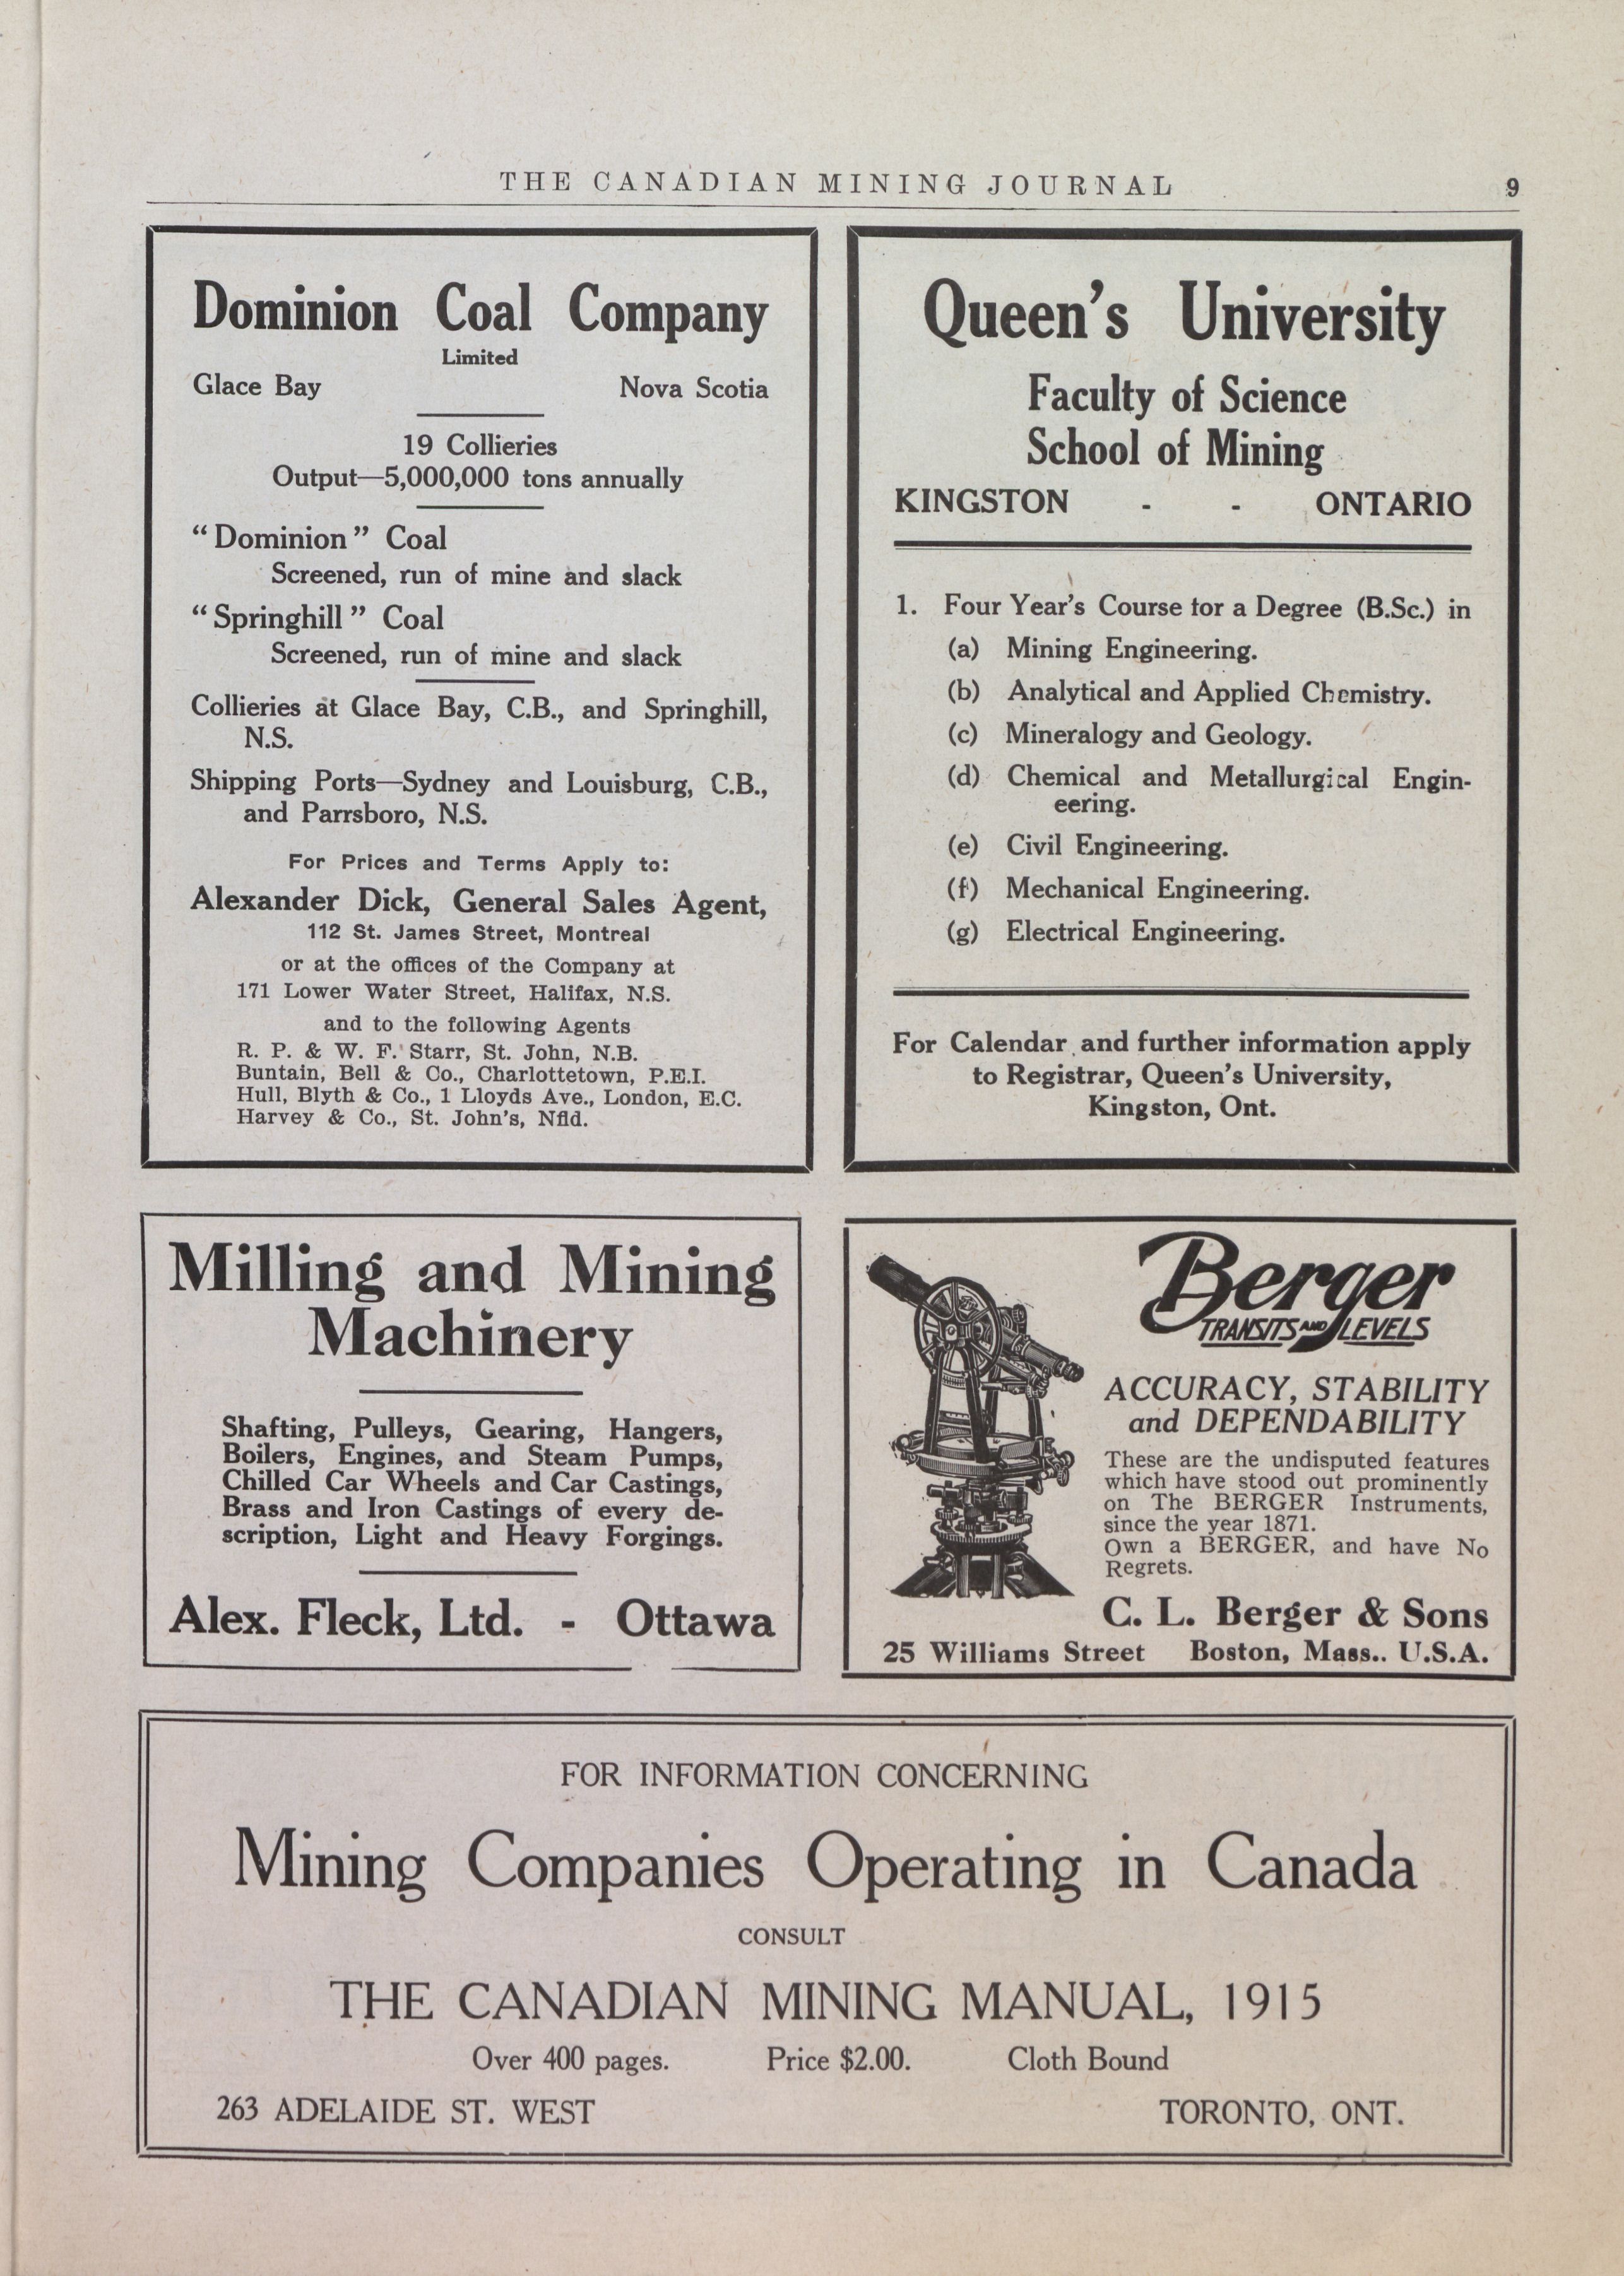 THE CANADIAN MINING JOURNAL 9
Dominion Coal Company
Limited
Glace Bay Nova Scotia
19 Collieries
Output—5,000,000 tons annually
“Dominion” Coal
Screened, run of mine and slack
“Springhill” Coal
Screened, run of mine and slack
Collieries at Glace Bay, C.B., and Springhill,
N.S.
Shipping Ports—Sydney and Louisburg, C.B.,
and Parrsboro, N.S.
For Prices and Terms Apply to:
Alexander Dick, General Sales Agent,
112 St. James Street, Montreal
or at the offices of the Company at
171 Lower Water Street, Halifax, N.S.
and to the following Agents
R. P. & W. F. Starr, St. John, N.B.
Buntain, Bell & Co., Charlottetown, P.E.I.
Hull, Blyth & Co., 1 Lloyds Ave., London, E.C.
Harvey & Co., St. John's, Nfld.
Queen's University
Faculty of Science
School of Mining
KINGSTON - - ONTARIO
1. Four Year's Course for a Degree (B.Sc.) in
(a) Mining Engineering.
(b) Analytical and Applied Chemistry.
(c) Mineralogy and Geology.
(d) Chemical and Metallurgical Engin-
eering.
(e) Civil Engineering.
(f) Mechanical Engineering.
(g) Electrical Engineering.
For Calendar and further information apply
to Registrar, Queen's University,
Kingston, Ont.
Milling and Mining
Machinery
Shafting, Pulleys, Gearing, Hangers,
Boilers, Engines, and Steam Pumps,
Chilled Car Wheels and Car Castings,
Brass and Iron Castings of every de-
scription, Light and Heavy Forgings.
Alex. Fleck, Ltd. - Ottawa
Berger
TRANSITS AND LEVELS
ACCURACY, STABILITY
and DEPENDABILITY
These are the undisputed features
which have stood out prominently
on The BERGER Instruments,
since the year 1871.
Own a BERGER, and have No
Regrets.
C. L. Berger & Sons
25 Williams Street Boston, Mass.. U.S.A.
FOR INFORMATION CONCERNING
Mining Companies Operating in Canada
CONSULT
THE CANADIAN MINING MANUAL, 1915
Over 400 pages. Price $2.00. Cloth Bound
263 ADELAIDE ST. WEST TORONTO, ONT.